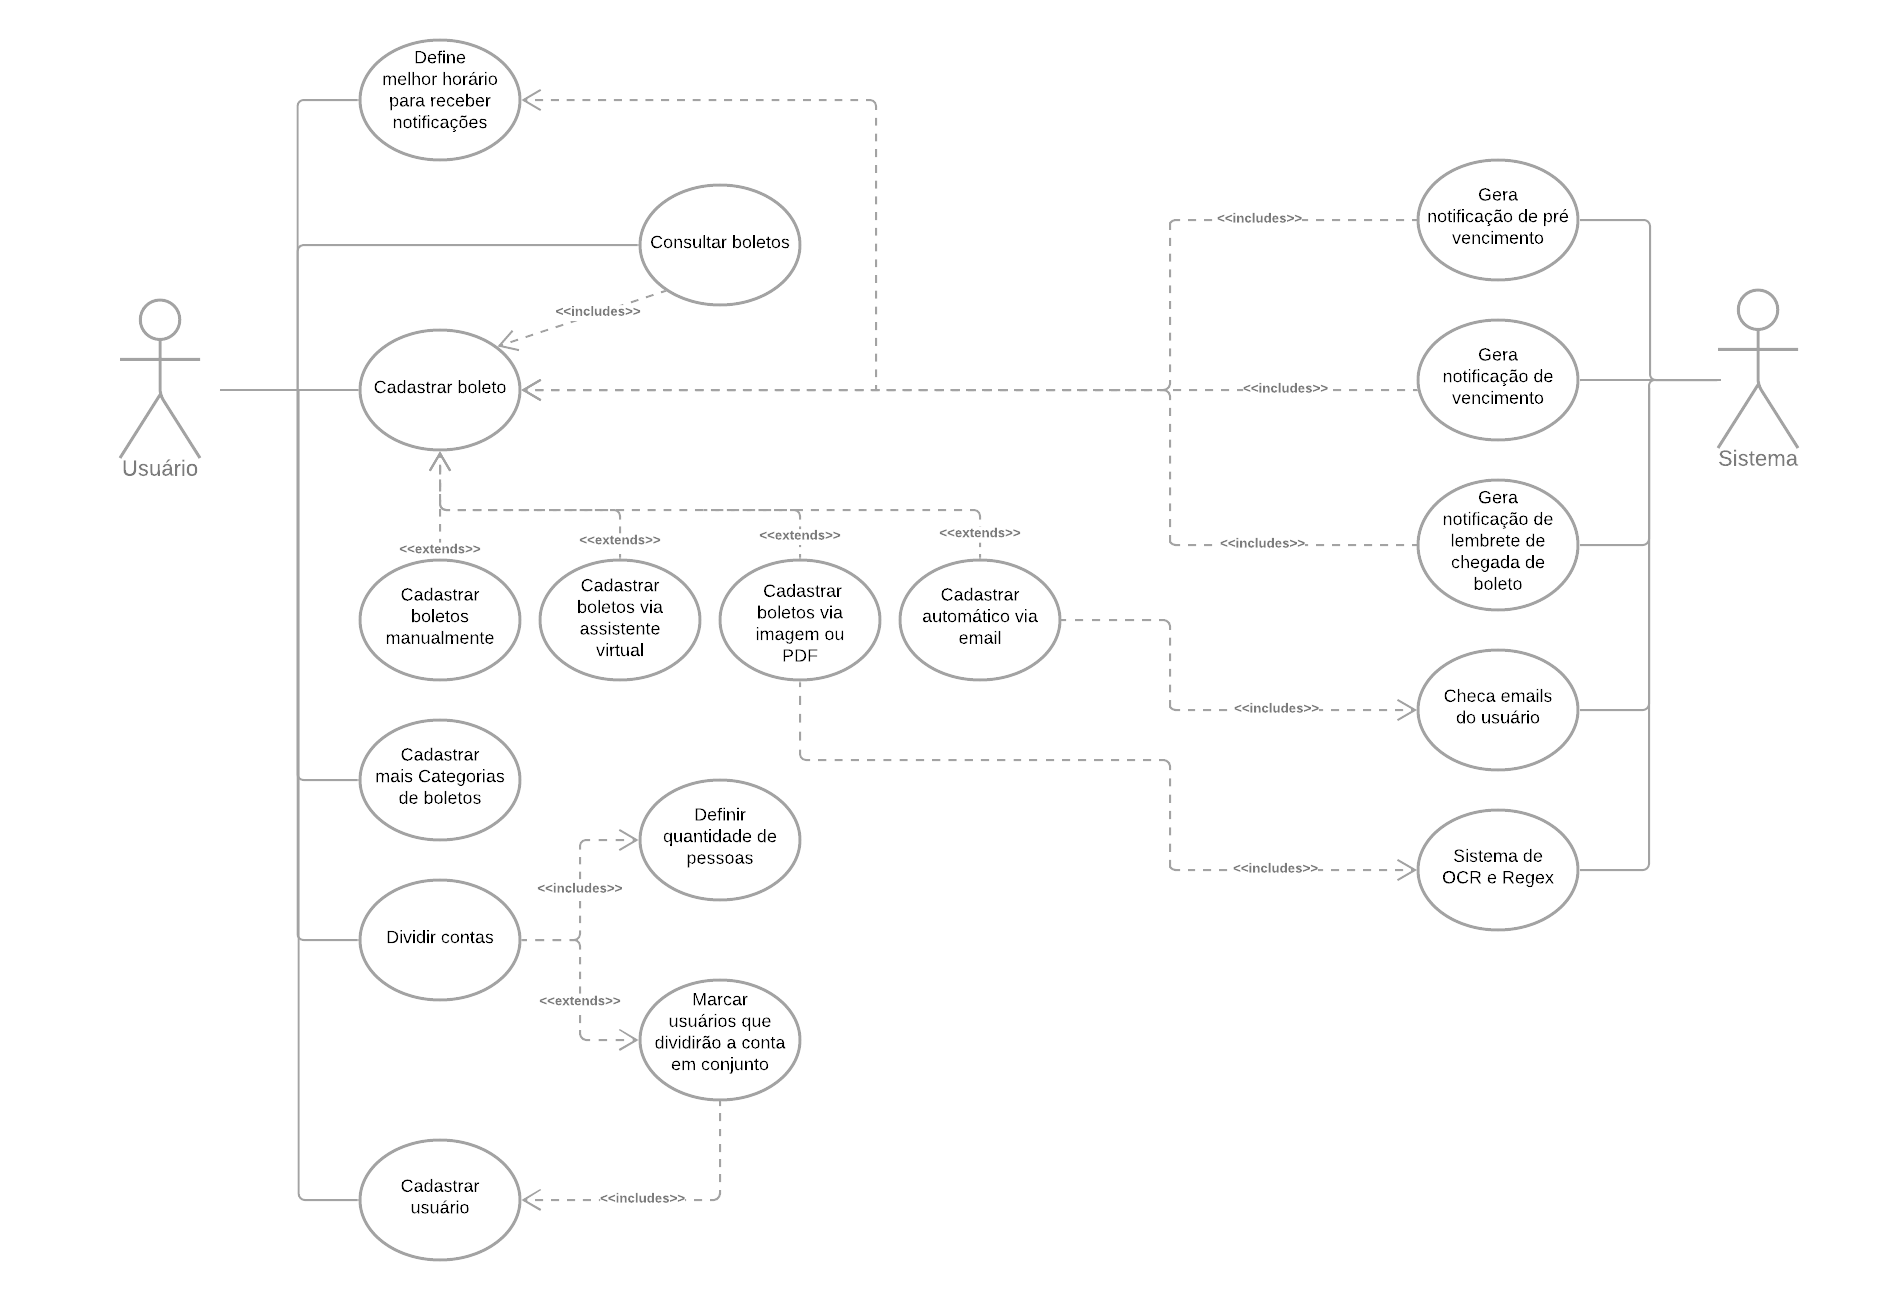 Define
melhor horário
para receber
notificações
Consultar boletos
<<includes>>
Cadastrar boleto
Usuário
<<extends>>
<<extends>>
<<extends>>
<<extends>>
Cadastrar
boletos
manualmente
Cadastrar
boletos via
assistente
virtual
Cadastrar
boletos via
imagem ou
PDF
Cadastrar
automático via
email
Cadastrar
mais Categorias
de boletos
Dividir contas
<<includes>>
<<extends>>
Definir
quantidade de
pessoas
Marcar
usuários que
dividirão a conta
em conjunto
<<includes>>
Cadastrar
usuário
<<includes>>
Gera
notificação de pré
vencimento
<<includes>>
Gera
notificação de
vencimento
<<includes>>
Gera
notificação de
lembrete de
chegada de
boleto
<<includes>>
Checa emails
do usuário
<<includes>>
Sistema de
OCR e Regex
Sistema